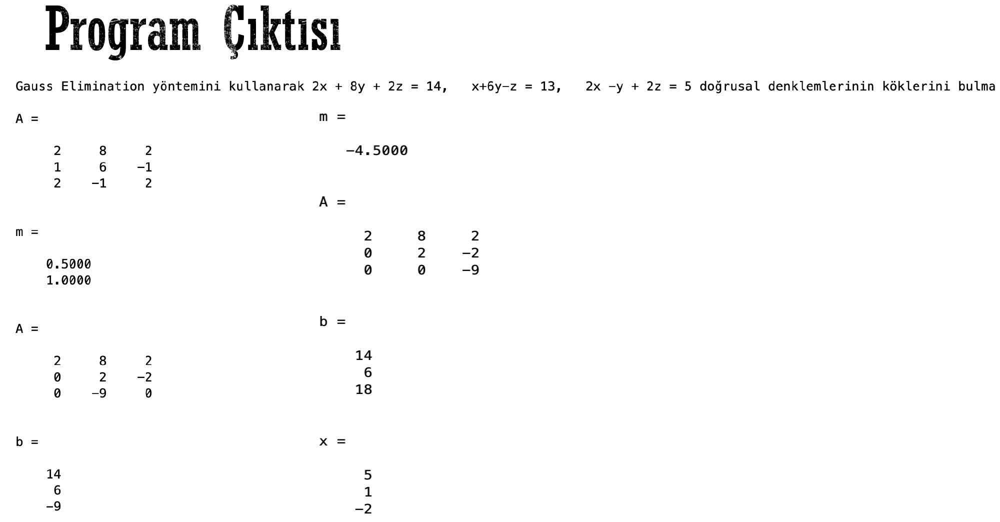 Program Çıktısı
Gauss Elimination yöntemini kullanarak 2x + 8y + 2z = 14,   x+6y-z = 13,   2x -y + 2z = 5 doğrusal denklemlerinin köklerini bulma
A =
2     8     2
1     6    -1
2    -1     2
m =
0.5000
1.0000
A =
2     8     2
0     2    -2
0    -9     0
b =
14
6
-9
m =
-4.5000
A =
2     8     2
0     2    -2
0     0    -9
b =
14
6
18
x =
5
1
-2